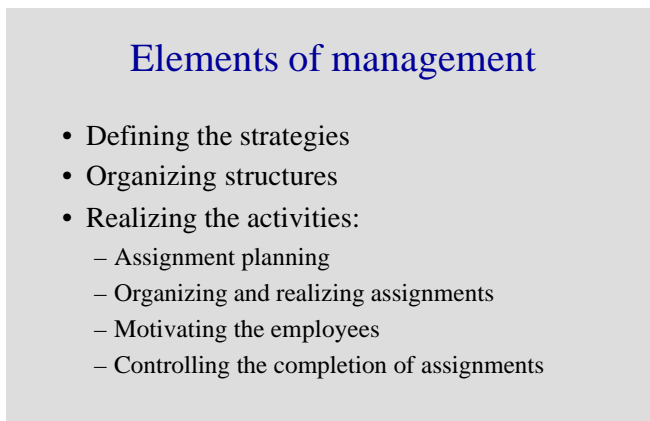 Elements of management
• Defining the strategies
• Organizing structures
• Realizing the activities:
– Assignment planning
– Organizing and realizing assignments
– Motivating the employees
– Controlling the completion of assignments